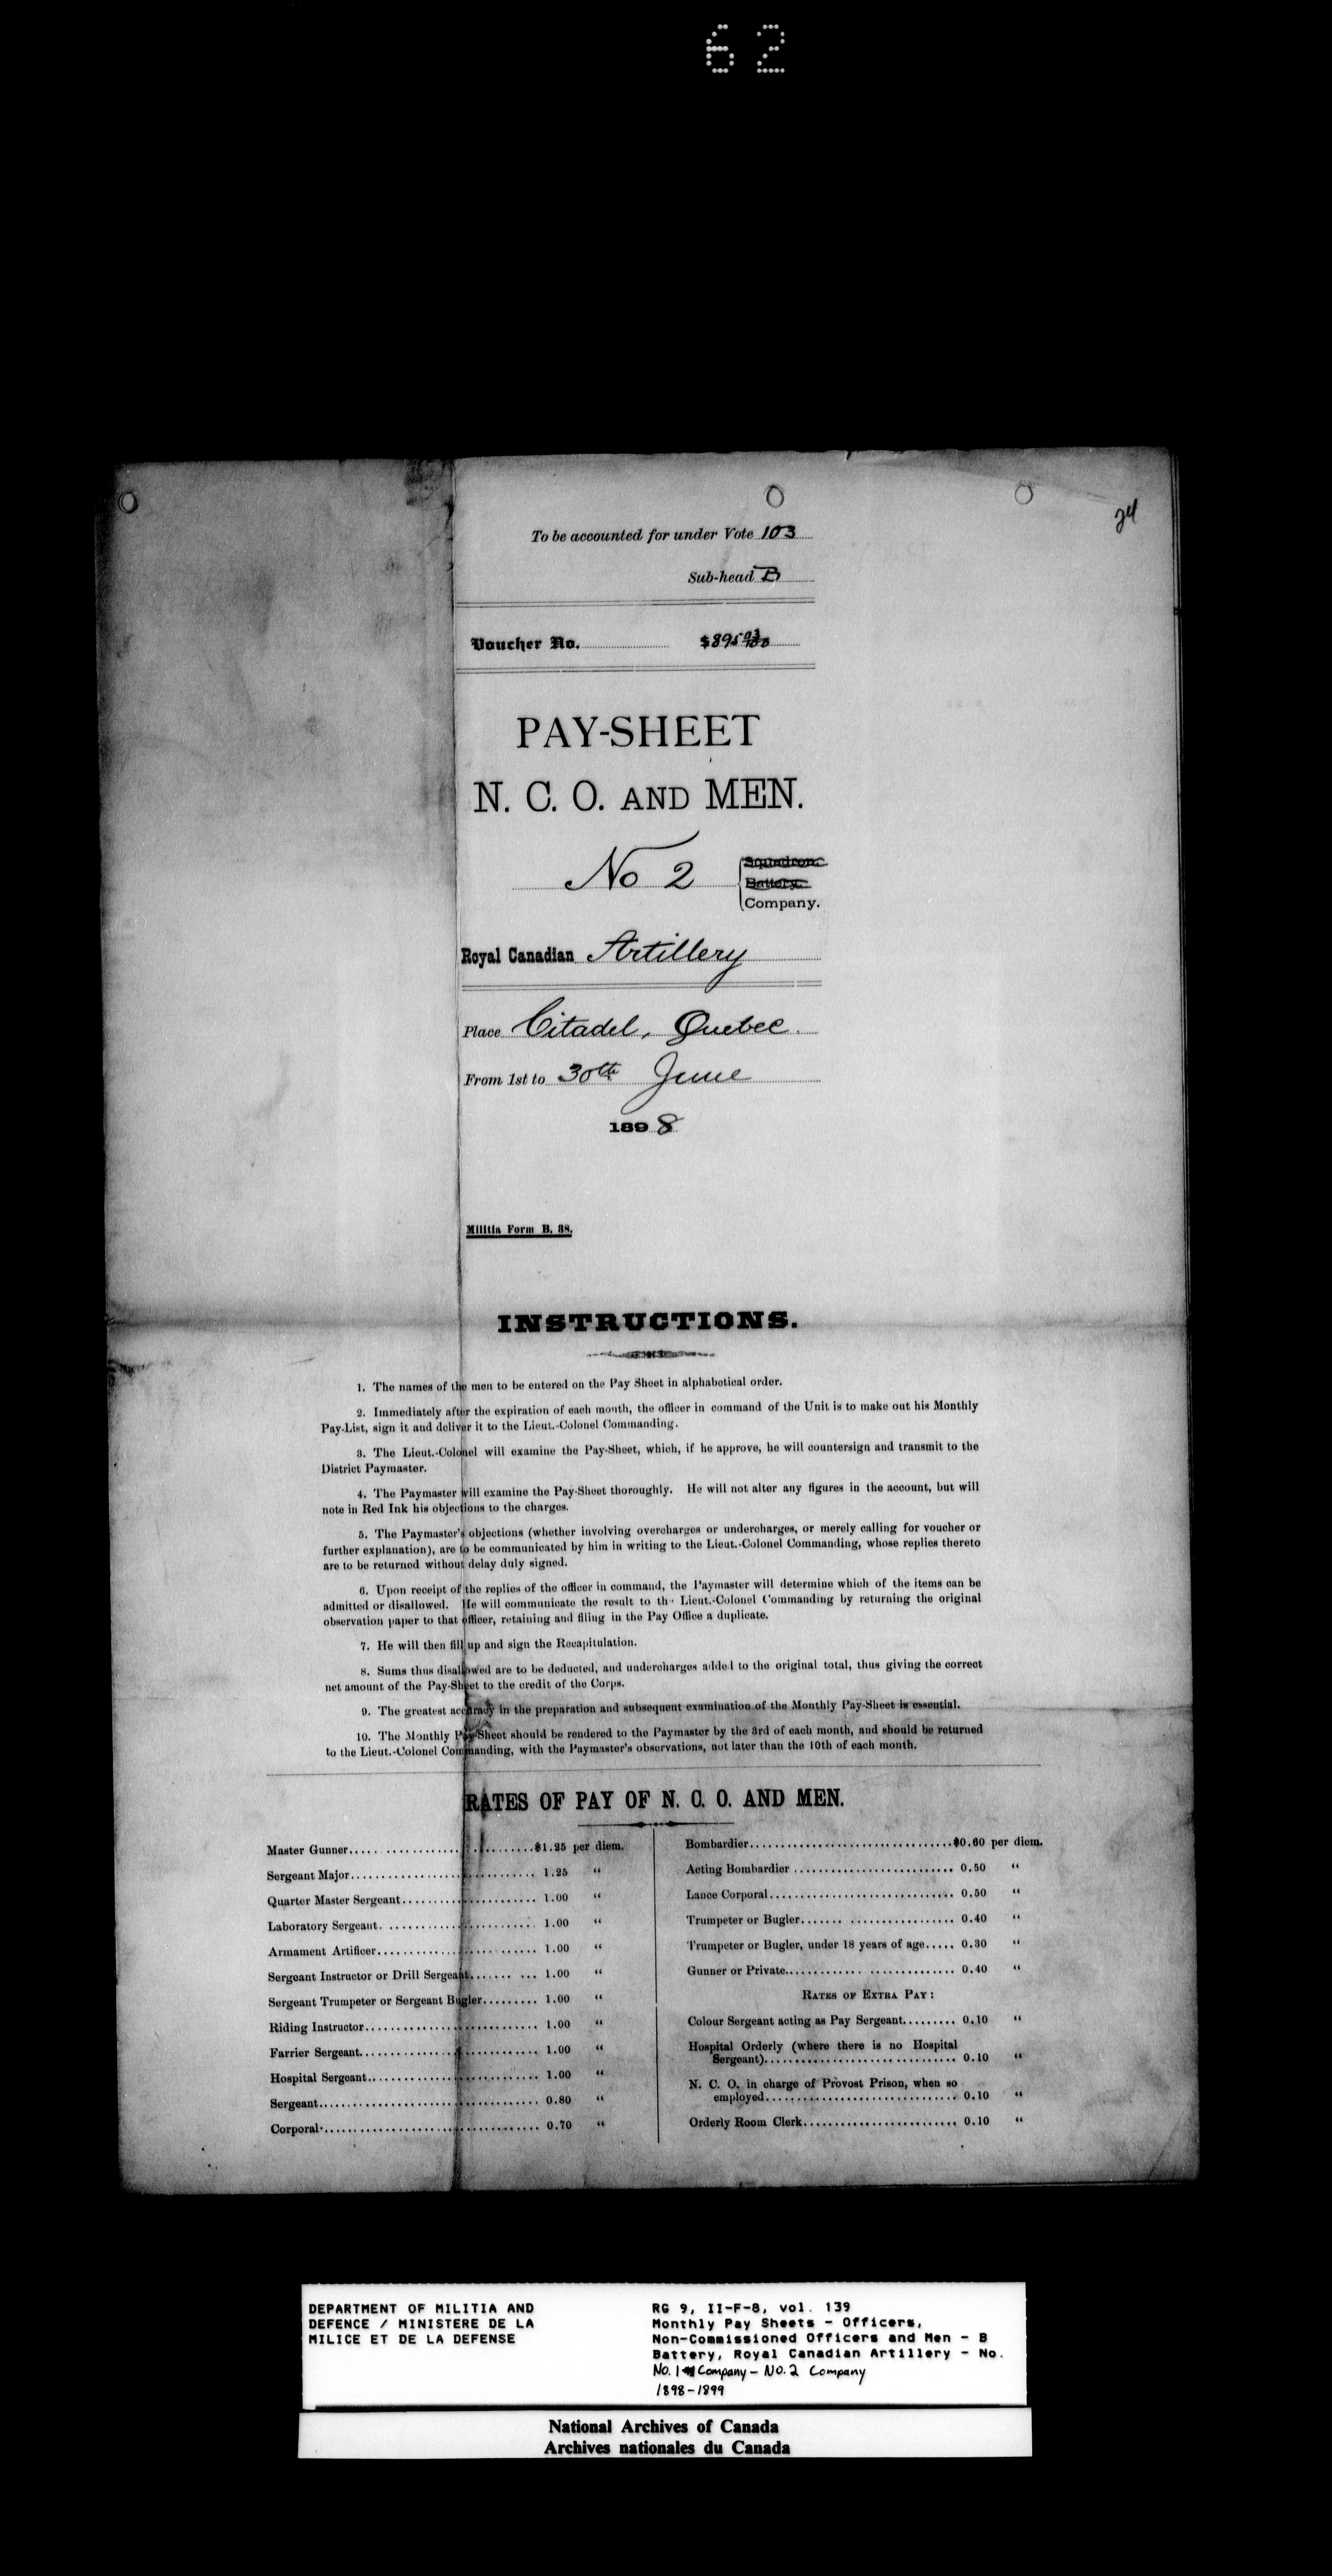 62
24
To be accounted for under Vote 103
Sub-head B
Voucher No. $895 03/100
PAY-SHEET
N. C. O. AND MEN.
No 2
Squadron.
Battery.
Company.
Royal Canadian Artillery
Place Citadel, Quebec.
From 1st to 30th June
1898
Militia Form B. 38.
INSTRUCTIONS.
1. The names of the men to be entered on the Pay Sheet in alphabetical order.
2. Immediately after the expiration of each month, the officer in command of the Unit is to make out his Monthly
Pay-List, sign it and deliver it to the Lieut.-Colonel Commanding.
3. The Lieut.-Colonel will examine the Pay-Sheet, which, if he approve, he will countersign and transmit to the
District Paymaster.
4. The Paymaster will examine the Pay-Sheet thoroughly. He will not alter any figures in the account, but will
note in Red Ink his objections to the charges.
5. The Paymaster's objections (whether involving overcharges or undercharges, or merely calling for voucher or
further explanation), are to be communicated by him in writing to the Lieut.-Colonel Commanding, whose replies thereto
are to be returned without delay duly signed.
6. Upon receipt of the replies of the officer in command, the Paymaster will determine which of the items can be
admitted or disallowed. He will communicate the result to the Lieut.-Colonel Commanding by returning the original
observation paper to that officer, retaining and filing in the Pay Office a duplicate.
7. He will then fill up and sign the Recapitulation.
8. Sums thus disallowed are to be deducted, and undercharges added to the original total, thus giving the correct
net amount of the Pay-Sheet to the credit of the Corps.
9. The greatest accuracy in the preparation and subsequent examination of the Monthly Pay-Sheet is essential.
10. The Monthly Pay-Sheet should be rendered to the Paymaster by the 3rd of each month, and should be returned
to the Lieut.-Colonel Commanding, with the Paymaster's observations, not later than the 10th of each month.
RATES OF PAY OF N. C. O. AND MEN.
Master Gunner........$1.25 per diem.
Sergeant Major........1.25 "
Quarter Master Sergeant........1.00 "
Laboratory Sergeant........1.00 "
Armament Artificer........1.00 "
Sergeant Instructor or Drill Sergeant........1.00 "
Sergeant Trumpeter or Sergeant Bugler........1.00 "
Riding Instructor........1.00 "
Farrier Sergeant........1.00 "
Hospital Sergeant........1.00 "
Sergeant........0.80 "
Corporal........0.70 "
Bombardier........$0.60 per diem.
Acting Bombardier........0.50 "
Lance Corporal........0.50 "
Trumpeter or Bugler........0.40 "
Trumpeter or Bugler, under 18 years of age.....0.30 "
Gunner or Private........0.40 "
RATES OF EXTRA PAY:
Colour Sergeant acting as Pay Sergeant........0.10 "
Hospital Orderly (where there is no Hospital
Sergeant)........0.10 "
N. C. O. in charge of Provost Prison, when so
employed........0.10 "
Orderly Room Clerk........0.10 "
DEPARTMENT OF MILITIA AND
DEFENCE / MINISTERE DE LA
MILICE ET DE LA DEFENSE
RG 9, II-F-8, vol. 139
Monthly Pay Sheets - Officers,
Non-Commissioned Officers and Men - B
Battery, Royal Canadian Artillery - No.
No. 1 Company - No. 2 Company
1898-1899
National Archives of Canada
Archives nationales du Canada